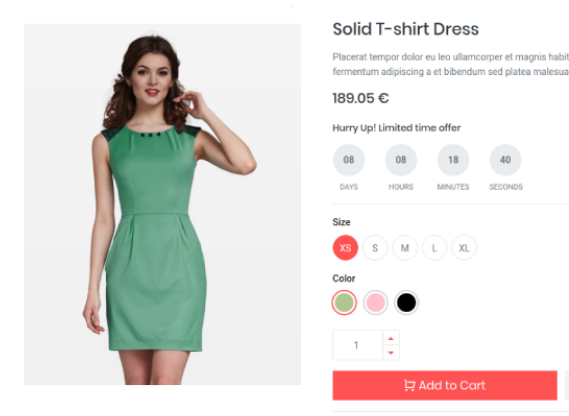 Solid T-shirt Dress
Placerat tempor dolor eu leo ullamcorper et magnis habit
fermentum adipiscing a et bibendum sed platea malesua
189.05 €
Hurry Up! Limited time offer
08 08 18 40
DAYS HOURS MINUTES SECONDS
Size
XS S M L XL
Color
1
Add to Cart